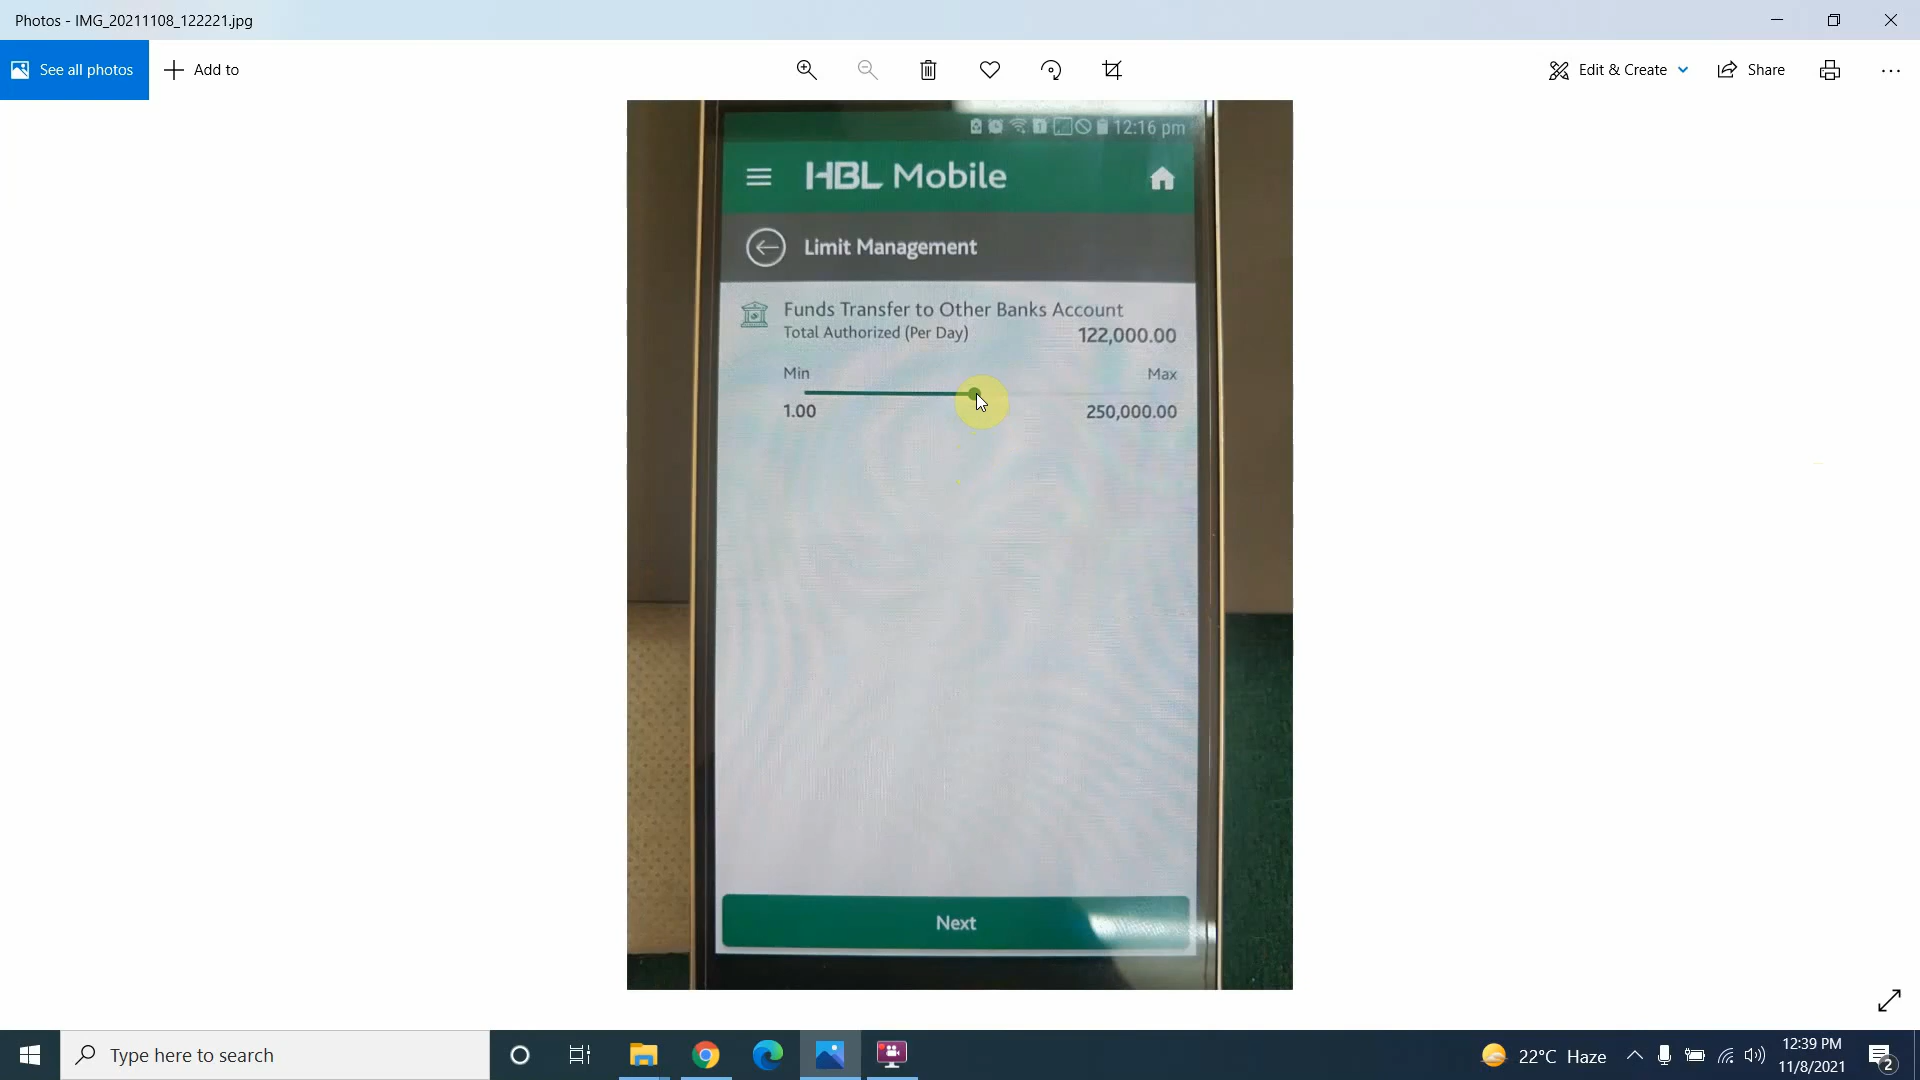 Photos - IMG_20211108_122221.jpg
See all photos
Add to
Edit & Create
Share
12:16 pm
HBL Mobile
Limit Management
Funds Transfer to Other Banks Account
Total Authorized (Per Day) 122,000.00
Min Max
1.00 250,000.00
Next
Type here to search
22°C Haze
12:39 PM
11/8/2021
2